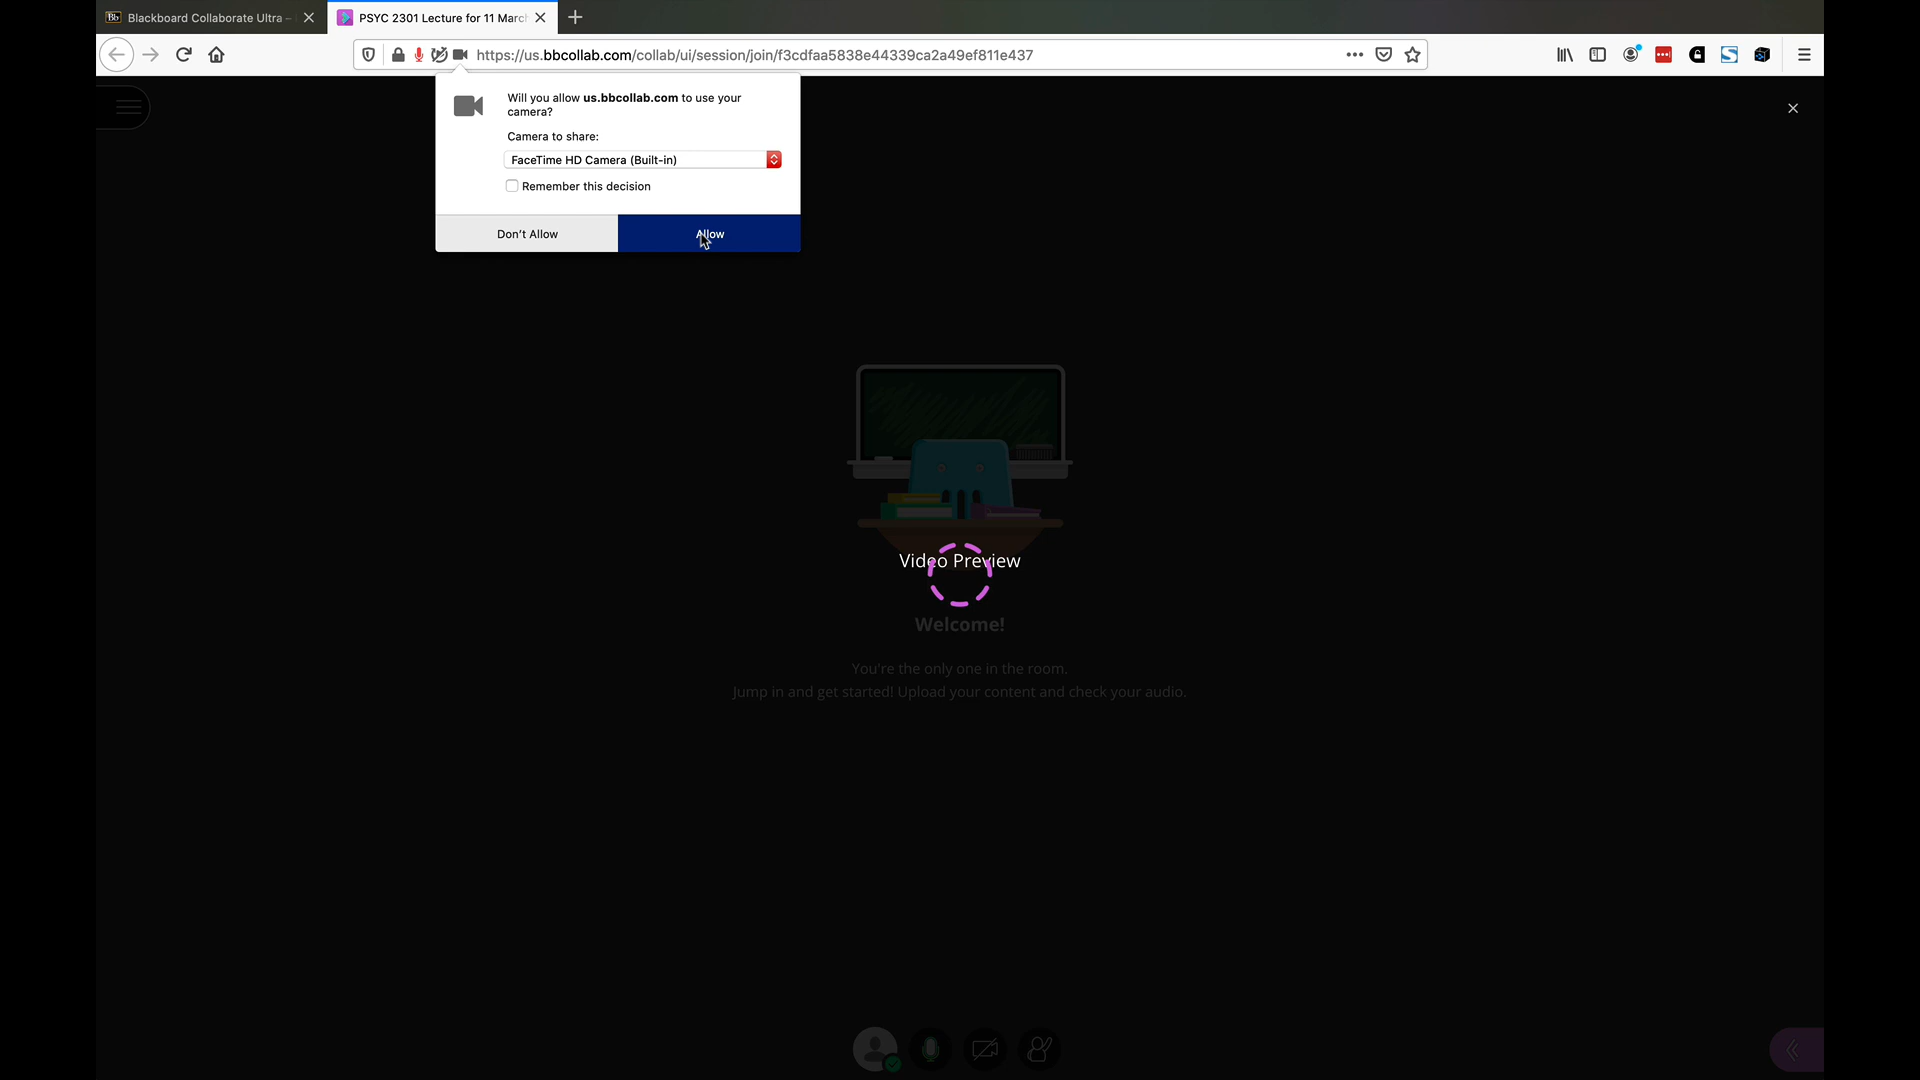 Blackboard Collaborate Ultra –
PSYC 2301 Lecture for 11 March
https://us.bbcollab.com/collab/ui/session/join/f3cdfaa5838e44339ca2a49ef811e437
Will you allow us.bbcollab.com to use your
camera?
Camera to share:
FaceTime HD Camera (Built-in)
Remember this decision
Don't Allow
Allow
Video Preview
Welcome!
You're the only one in the room.
Jump in and get started! Upload your content and check your audio.